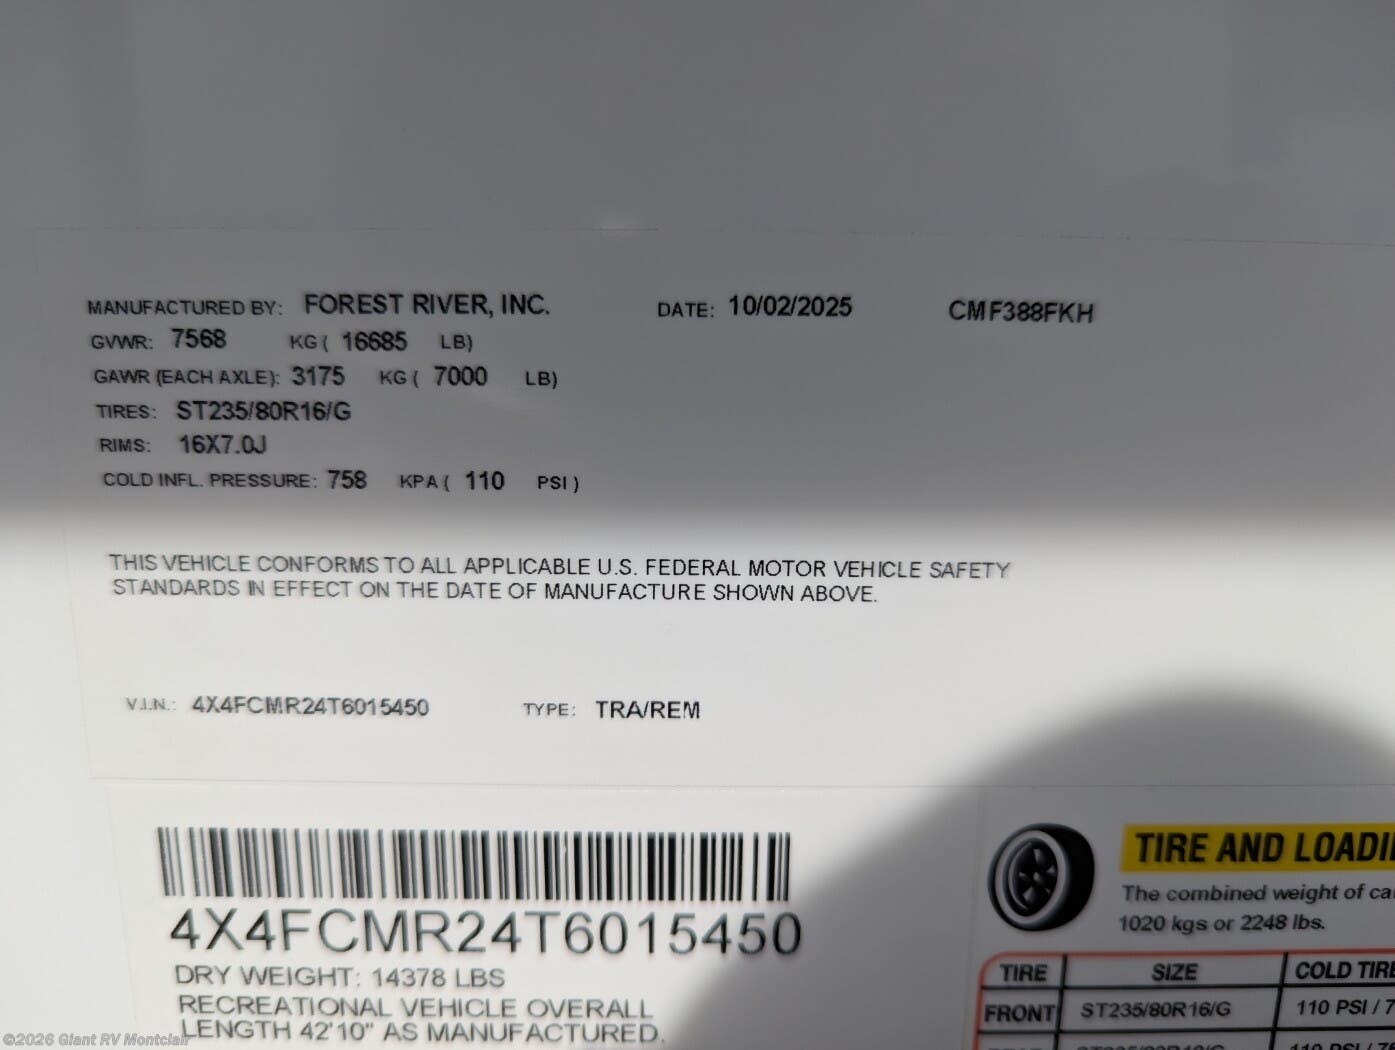 MANUFACTURED BY: FOREST RIVER, INC. DATE: 10/02/2025 CMF388FKH
GVWR: 7568 KG ( 16685 LB)
GAWR (EACH AXLE): 3175 KG ( 7000 LB)
TIRES: ST235/80R16/G
RIMS: 16X7.0J
COLD INFL. PRESSURE: 758 KPA ( 110 PSI )
THIS VEHICLE CONFORMS TO ALL APPLICABLE U.S. FEDERAL MOTOR VEHICLE SAFETY
STANDARDS IN EFFECT ON THE DATE OF MANUFACTURE SHOWN ABOVE.
V.I.N.: 4X4FCMR24T6015450 TYPE: TRA/REM
4X4FCMR24T6015450
DRY WEIGHT: 14378 LBS
RECREATIONAL VEHICLE OVERALL
LENGTH 42'10" AS MANUFACTURED.
TIRE AND LOADI
The combined weight of ca
1020 kgs or 2248 lbs.
TIRE SIZE COLD TIRE
FRONT ST235/80R16/G 110 PSI / 7
©2026 Giant RV Montclair